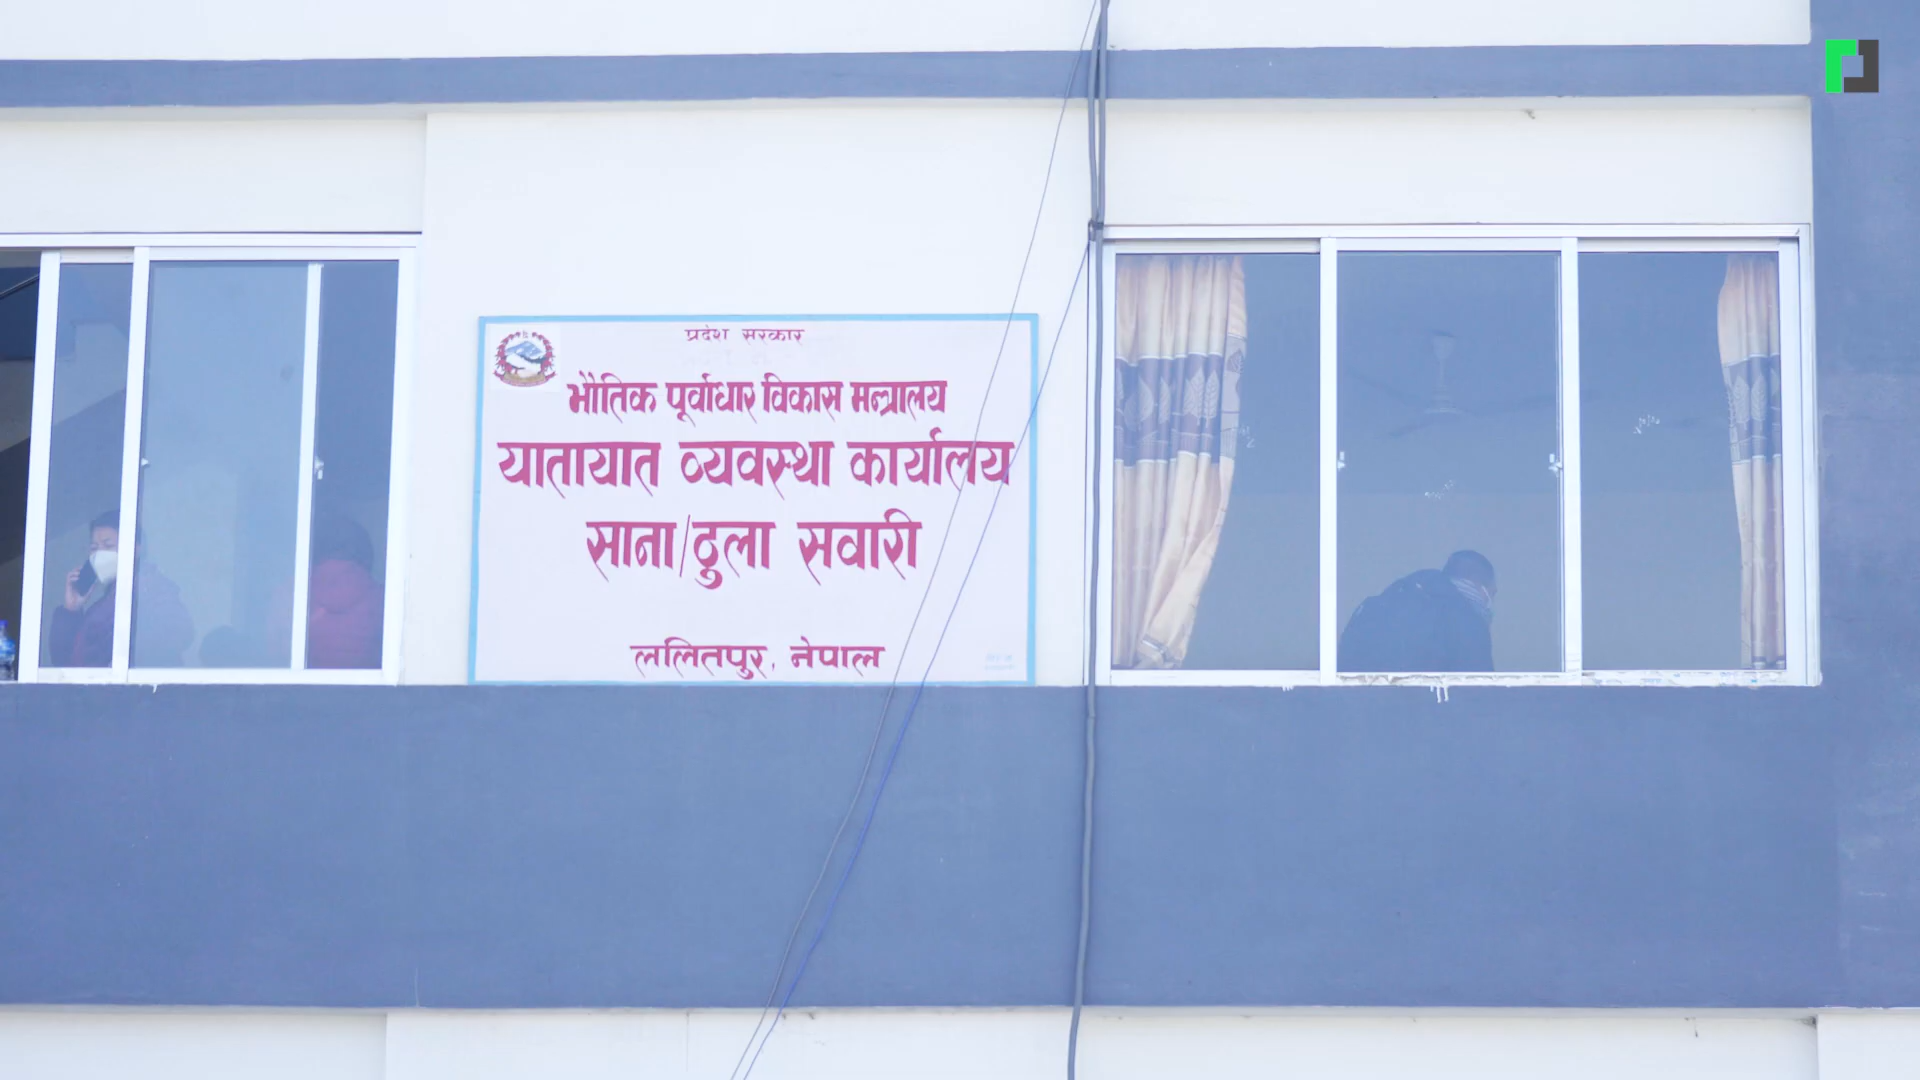 प्रदेश सरकार
भौतिक पूर्वाधार विकास मन्त्रालय
यातायात व्यवस्था कार्यालय
साना/ठुला सवारी
ललितपुर, नेपाल